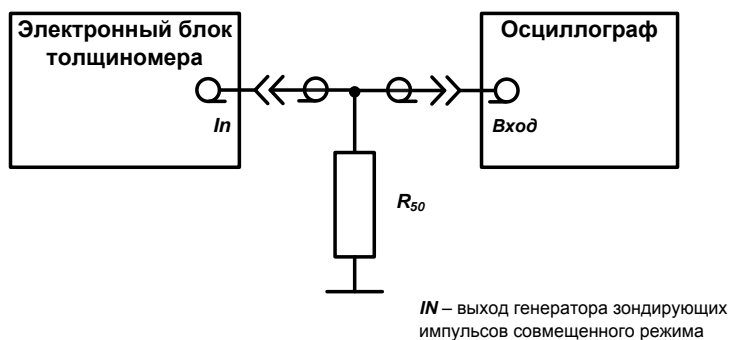 Электронный блок
толщиномера
In
Осциллограф
Вход
R50
IN – выход генератора зондирующих
импульсов совмещенного режима